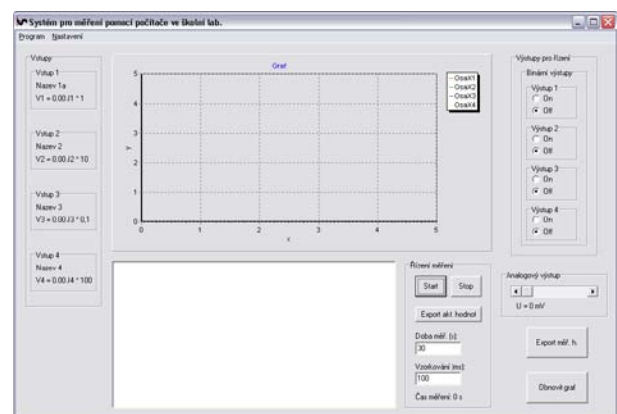 Systém pro měření pomocí počítače ve školní lab.
Program Nastavení
Vstupy
Vstup 1
Nazev 1a
V1 = 0.00 J1 * 1
Vstup 2
Nazev 2
V2 = 0.00 J2 * 10
Vstup 3
Nazev 3
V3 = 0.00 J3 * 0,1
Vstup 4
Nazev 4
V4 = 0.00 J4 * 100
Graf
5
4
3
2
1
0
y
0 1 2 3 4 5
x
OsaX1
OsaX2
OsaX3
OsaX4
Řízení měření
Start Stop
Export akt. hodnot
Doba měř. [s]:
30
Vzorkování [ms]:
100
Čas měření: 0 s
Výstupy pro řízení
Binární výstupy
Výstup 1
On
Off
Výstup 2
On
Off
Výstup 3
On
Off
Výstup 4
On
Off
Analogový výstup
U = 0 mV
Export měř. h.
Obnovit graf